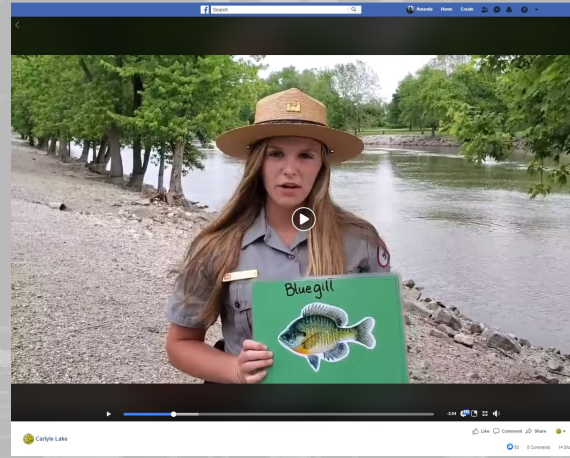 Search
Amanda Home Create
Bluegill
-3:04
Carlyle Lake
Like Comment Share
0 Comments